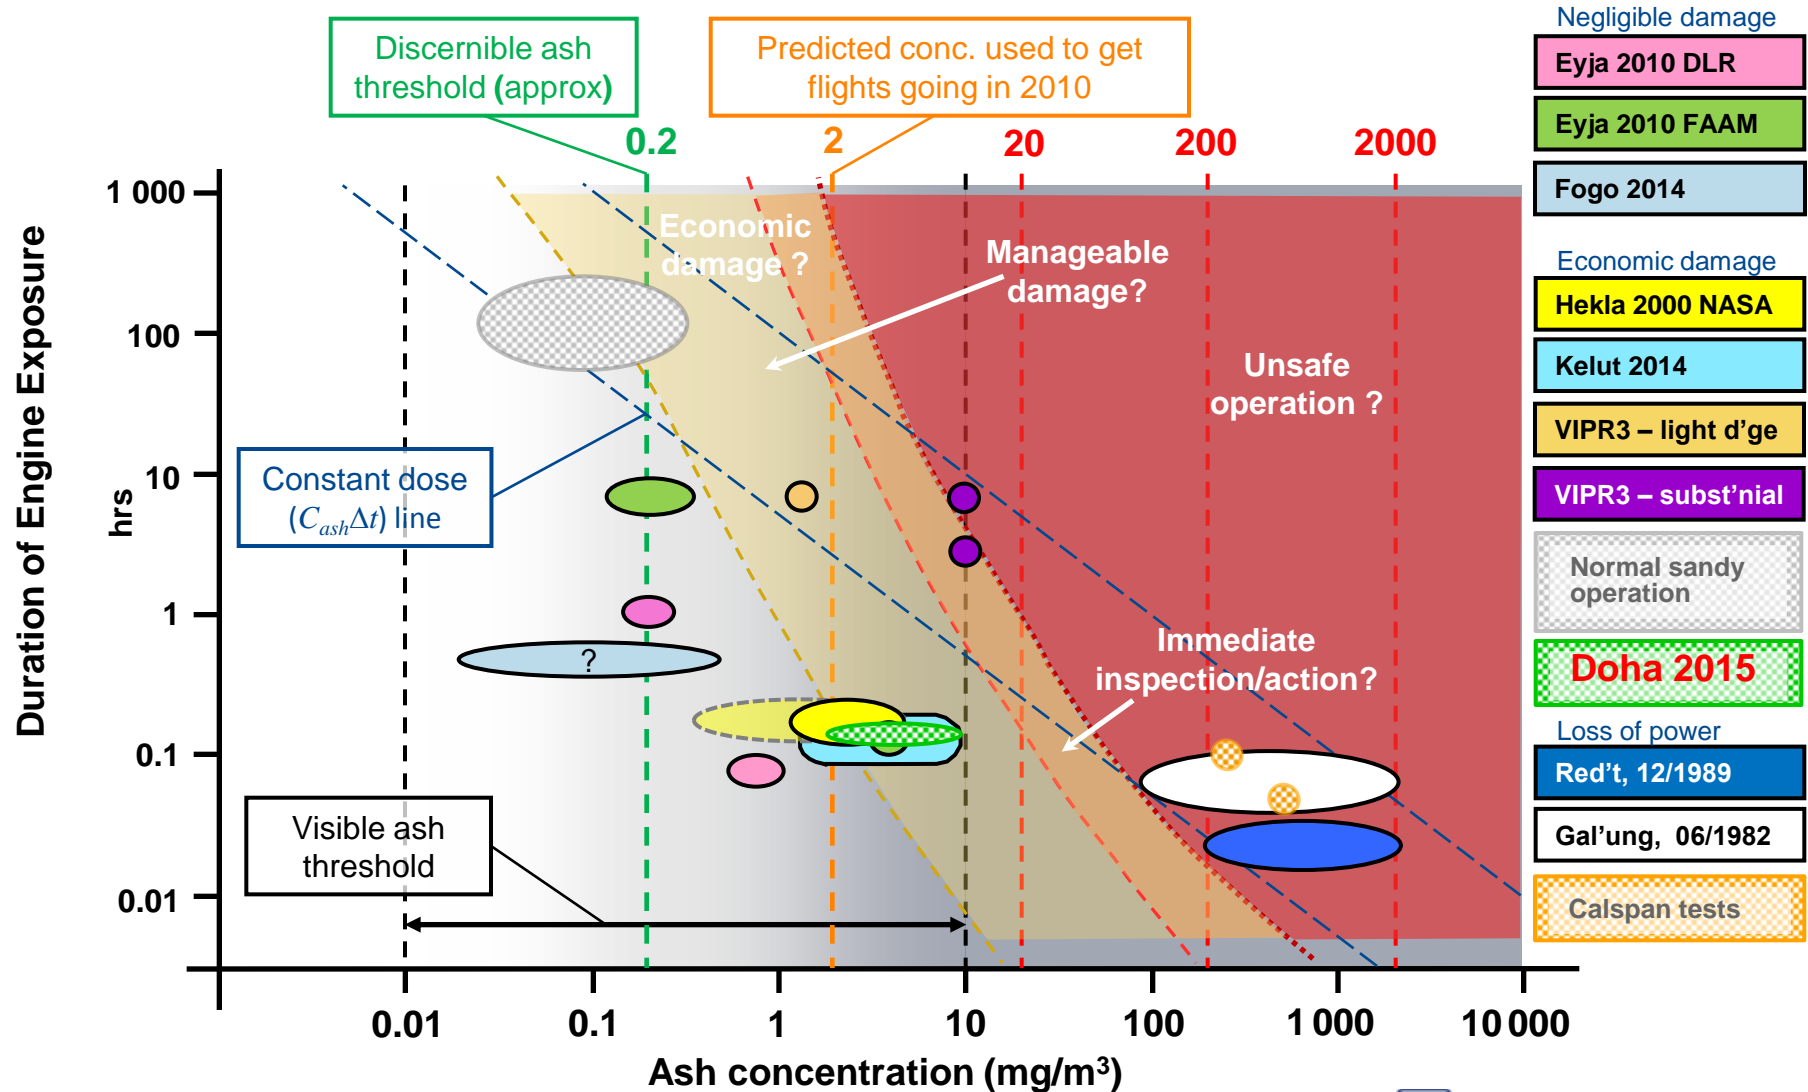 Discernible ash
threshold (approx)
Predicted conc. used to get
flights going in 2010
0.2
2
20
200
2000
Duration of Engine Exposure
hrs
1 000
100
10
1
0.1
0.01
Economic
damage ?
Manageable
damage?
Unsafe
operation ?
Constant dose
(CashΔt) line
?
Immediate
inspection/action?
Visible ash
threshold
0.01
0.1
1
10
100
1 000
10 000
Ash concentration (mg/m³)
Negligible damage
Eyja 2010 DLR
Eyja 2010 FAAM
Fogo 2014
Economic damage
Hekla 2000 NASA
Kelut 2014
VIPR3 – light d'ge
VIPR3 – subst'nial
Normal sandy
operation
Doha 2015
Loss of power
Red't, 12/1989
Gal'ung, 06/1982
Calspan tests